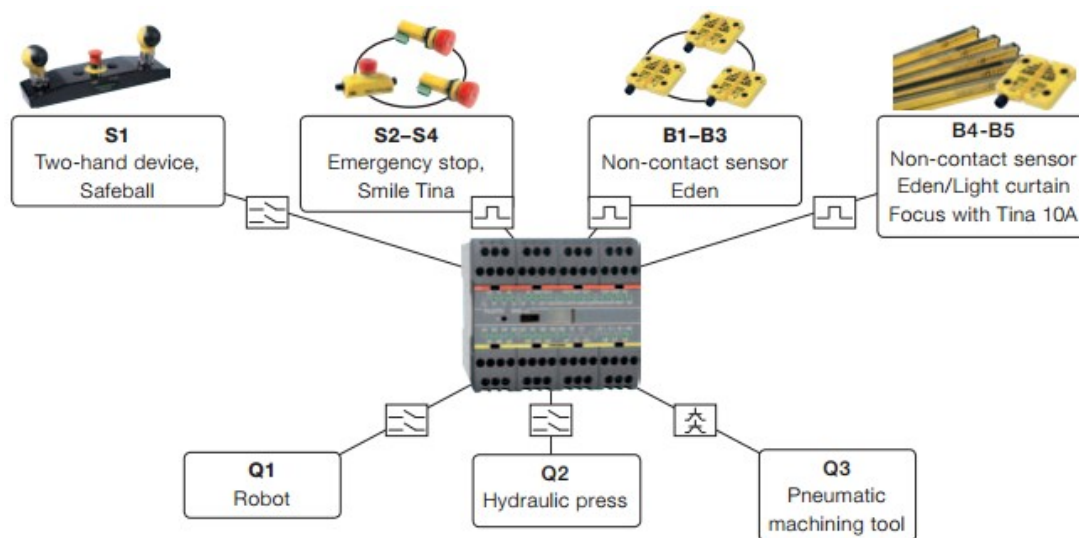 S1
Two-hand device,
Safeball
S2–S4
Emergency stop,
Smile Tina
B1–B3
Non-contact sensor
Eden
B4-B5
Non-contact sensor
Eden/Light curtain
Focus with Tina 10A
Q1
Robot
Q2
Hydraulic press
Q3
Pneumatic
machining tool